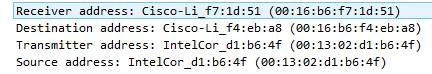 Receiver address: Cisco-Li_f7:1d:51 (00:16:b6:f7:1d:51)
Destination address: Cisco-Li_f4:eb:a8 (00:16:b6:f4:eb:a8)
Transmitter address: IntelCor_d1:b6:4f (00:13:02:d1:b6:4f)
Source address: IntelCor_d1:b6:4f (00:13:02:d1:b6:4f)